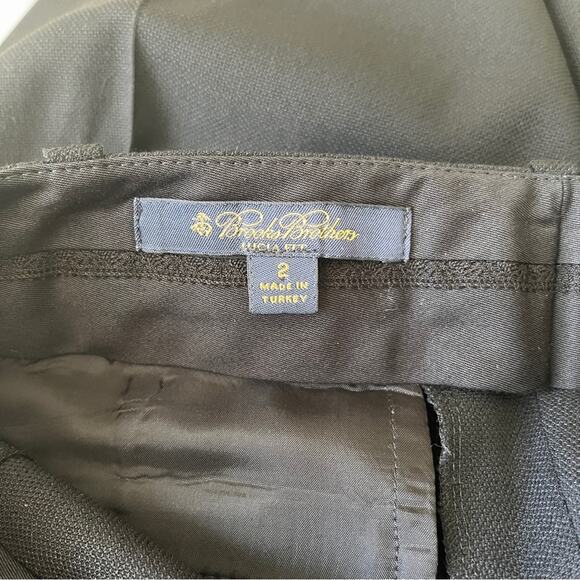 Brooks Brothers
LUCIA FIT
2
MADE IN
TURKEY